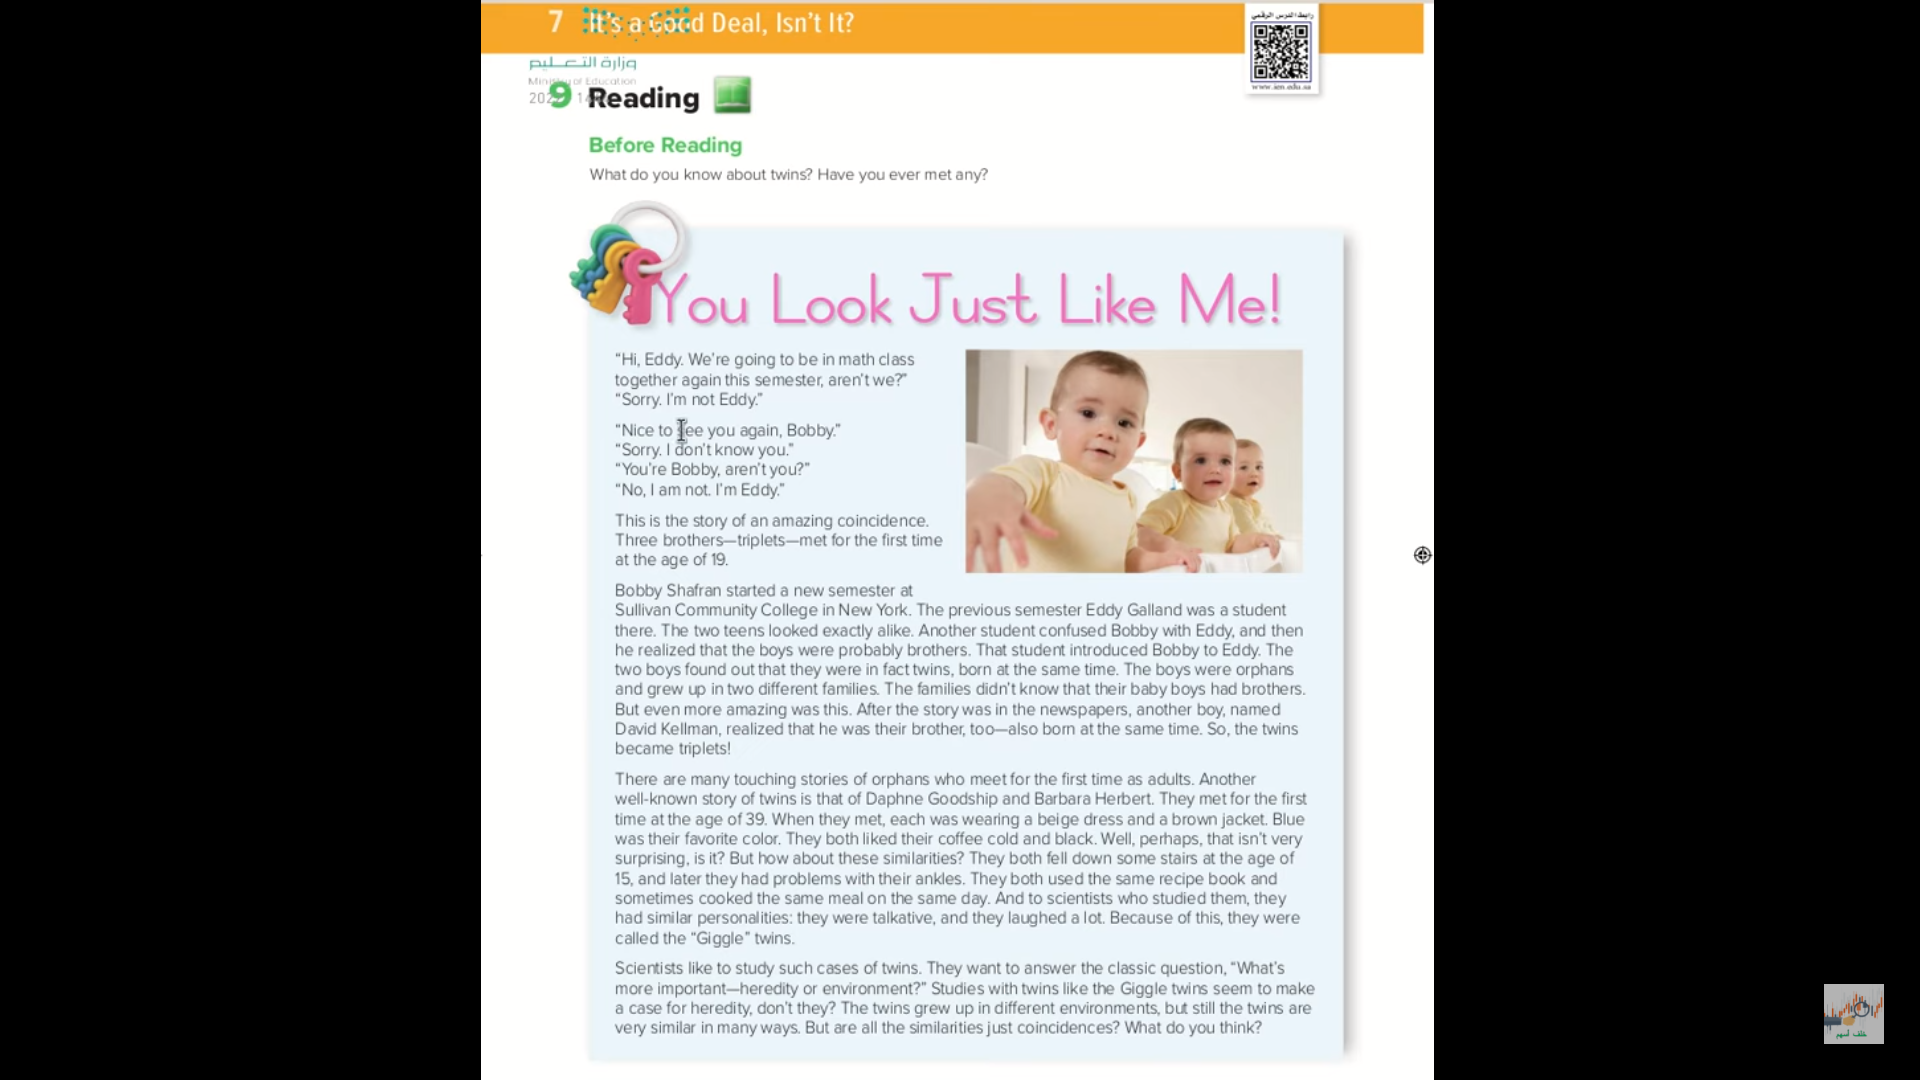 7 It's a Good Deal, Isn't It?
رابط الدرس الرقمي
www.ien.edu.sa
وزارة التعليم
Ministry of Education
9 Reading
Before Reading
What do you know about twins? Have you ever met any?
You Look Just Like Me!
“Hi, Eddy. We’re going to be in math class
together again this semester, aren’t we?”
“Sorry. I’m not Eddy.”
“Nice to see you again, Bobby.”
“Sorry. I don’t know you.”
“You’re Bobby, aren’t you?”
“No, I am not. I’m Eddy.”
This is the story of an amazing coincidence.
Three brothers—triplets—met for the first time
at the age of 19.
Bobby Shafran started a new semester at
Sullivan Community College in New York. The previous semester Eddy Galland was a student
there. The two teens looked exactly alike. Another student confused Bobby with Eddy, and then
he realized that the boys were probably brothers. That student introduced Bobby to Eddy. The
two boys found out that they were in fact twins, born at the same time. The boys were orphans
and grew up in two different families. The families didn’t know that their baby boys had brothers.
But even more amazing was this. After the story was in the newspapers, another boy, named
David Kellman, realized that he was their brother, too—also born at the same time. So, the twins
became triplets!
There are many touching stories of orphans who meet for the first time as adults. Another
well-known story of twins is that of Daphne Goodship and Barbara Herbert. They met for the first
time at the age of 39. When they met, each was wearing a beige dress and a brown jacket. Blue
was their favorite color. They both liked their coffee cold and black. Well, perhaps, that isn’t very
surprising, is it? But how about these similarities? They both fell down some stairs at the age of
15, and later they had problems with their ankles. They both used the same recipe book and
sometimes cooked the same meal on the same day. And to scientists who studied them, they
had similar personalities: they were talkative, and they laughed a lot. Because of this, they were
called the “Giggle” twins.
Scientists like to study such cases of twins. They want to answer the classic question, “What’s
more important—heredity or environment?” Studies with twins like the Giggle twins seem to make
a case for heredity, don’t they? The twins grew up in different environments, but still the twins are
very similar in many ways. But are all the similarities just coincidences? What do you think?
خلف أسهم